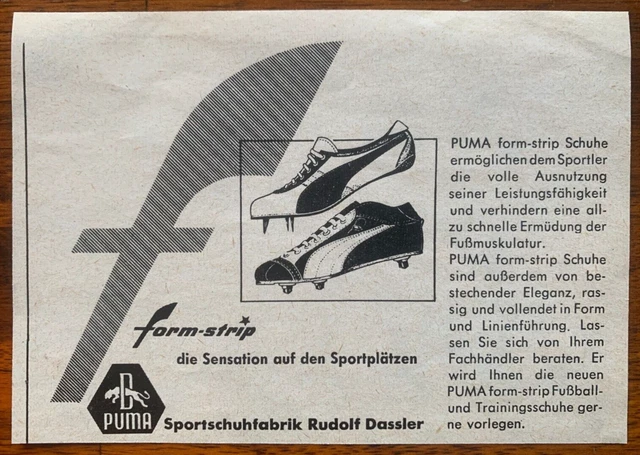 form-strip
die Sensation auf den Sportplätzen
D
PUMA
Sportschuhfabrik Rudolf Dassler
PUMA form-strip Schuhe
ermöglichen dem Sportler
die volle Ausnutzung
seiner Leistungsfähigkeit
und verhindern eine all-
zu schnelle Ermüdung der
Fußmuskulatur.
PUMA form-strip Schuhe
sind außerdem von be-
stechender Eleganz, ras-
sig und vollendet in Form
und Linienführung. Las-
sen Sie sich von Ihrem
Fachhändler beraten. Er
wird Ihnen die neuen
PUMA form-strip Fußball-
und Trainingsschuhe ger-
ne vorlegen.